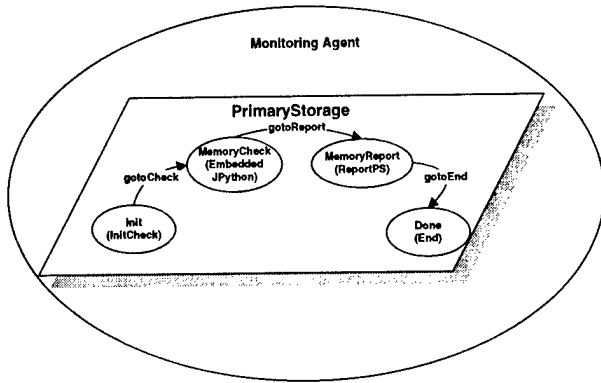 Monitoring Agent
PrimaryStorage
gotoReport
MemoryCheck
(Embedded
JPython)
MemoryReport
(ReportPS)
gotoCheck
gotoEnd
Init
(InitCheck)
Done
(End)